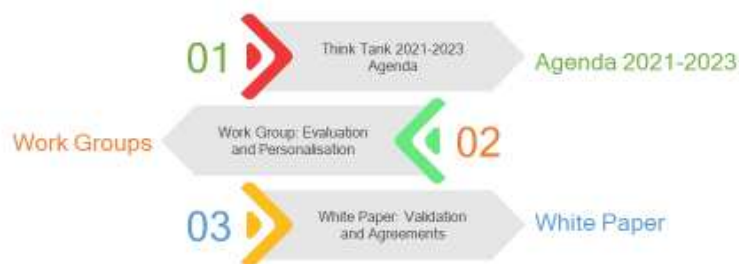 01
Think Tank 2021-2023
Agenda
Agenda 2021-2023
Work Groups
Work Group: Evaluation
and Personalisation
02
03
White Paper: Validation
and Agreements
White Paper